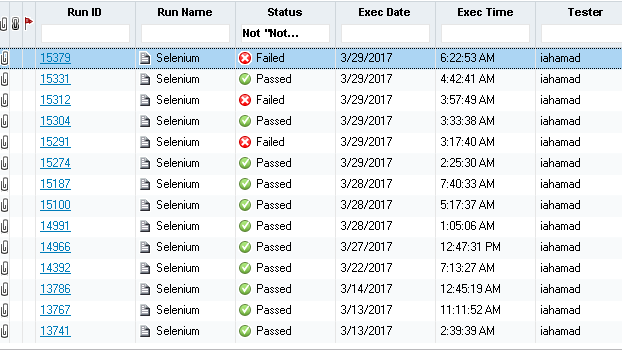 Run ID Run Name Status Exec Date Exec Time Tester
Not "Not...
15379 Selenium Failed 3/29/2017 6:22:53 AM iahamad
15331 Selenium Passed 3/29/2017 4:42:41 AM iahamad
15312 Selenium Failed 3/29/2017 3:57:49 AM iahamad
15304 Selenium Passed 3/29/2017 3:33:38 AM iahamad
15291 Selenium Failed 3/29/2017 3:17:40 AM iahamad
15274 Selenium Passed 3/29/2017 2:25:30 AM iahamad
15187 Selenium Passed 3/28/2017 7:40:33 AM iahamad
15100 Selenium Passed 3/28/2017 5:17:37 AM iahamad
14991 Selenium Passed 3/28/2017 1:05:06 AM iahamad
14966 Selenium Passed 3/27/2017 12:47:31 PM iahamad
14392 Selenium Passed 3/22/2017 7:13:27 AM iahamad
13786 Selenium Passed 3/14/2017 12:45:19 AM iahamad
13767 Selenium Passed 3/13/2017 11:11:52 AM iahamad
13741 Selenium Passed 3/13/2017 2:39:39 AM iahamad